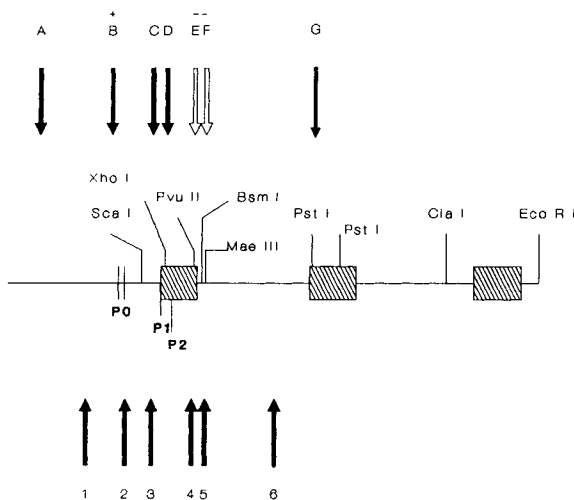 + --
A B C D E F G
Xho I
Pvu II Bsm I
Sca I Pst I Cla I Eco R I
Mae III Pst I
P0 P1
P2
1 2 3 4 5 6